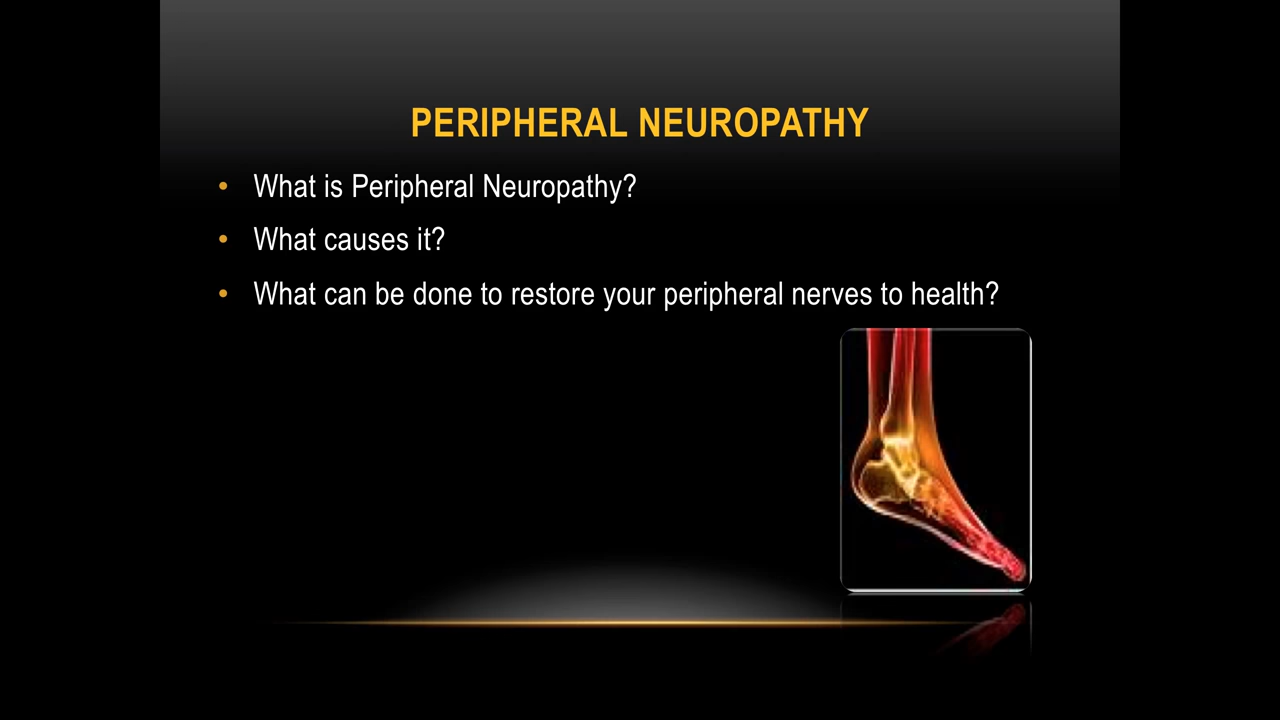 PERIPHERAL NEUROPATHY
• What is Peripheral Neuropathy?
• What causes it?
• What can be done to restore your peripheral nerves to health?